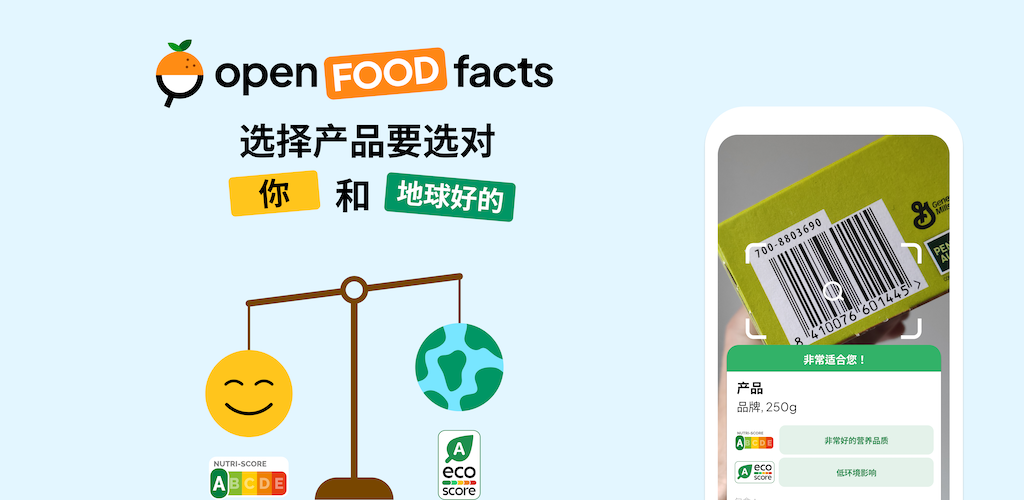 open FOOD facts
选择产品要选对
你 和 地球好的
NUTRI-SCORE
A B C D E
A
eco
score
700-8803690
8 410076 601445 >
General
Mills
非常适合您！
产品
品牌, 250g
NUTRI-SCORE
A B C D E
非常好的营养品质
A eco
score
低环境影响